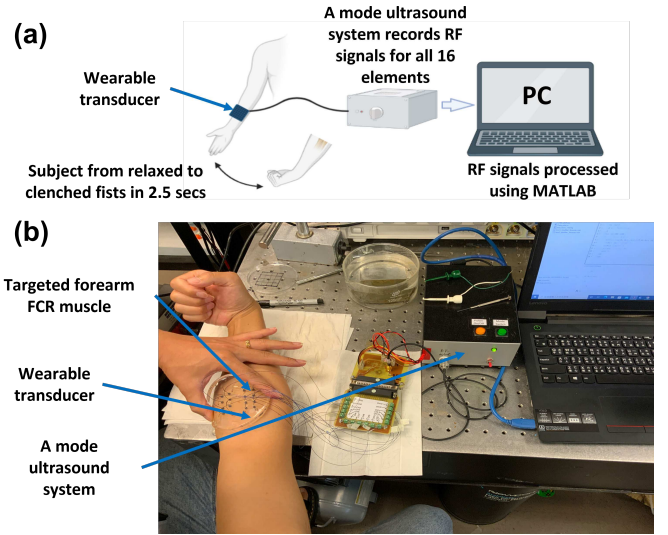 (a)
A mode ultrasound
system records RF
signals for all 16
elements
Wearable
transducer
PC
Subject from relaxed to
clenched fists in 2.5 secs
RF signals processed
using MATLAB
(b)
Targeted forearm
FCR muscle
Wearable
transducer
A mode
ultrasound
system